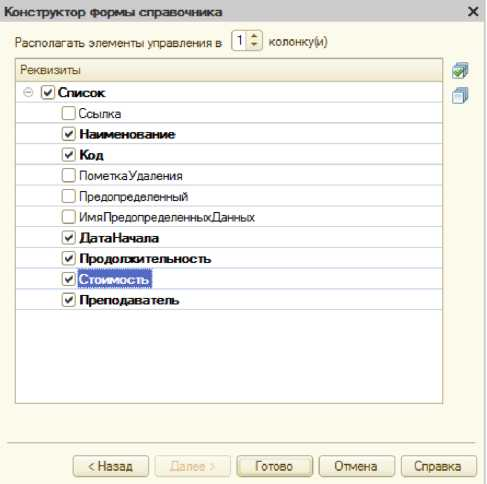 Конструктор формы справочника
Располагать элементы управления в 1 колонку(и)
Реквизиты
Список
Ссылка
Наименование
Код
ПометкаУдаления
Предопределенный
ИмяПредопределенныхДанных
ДатаНачала
Продолжительность
Стоимость
Преподаватель
< Назад Далее > Готово Отмена Справка